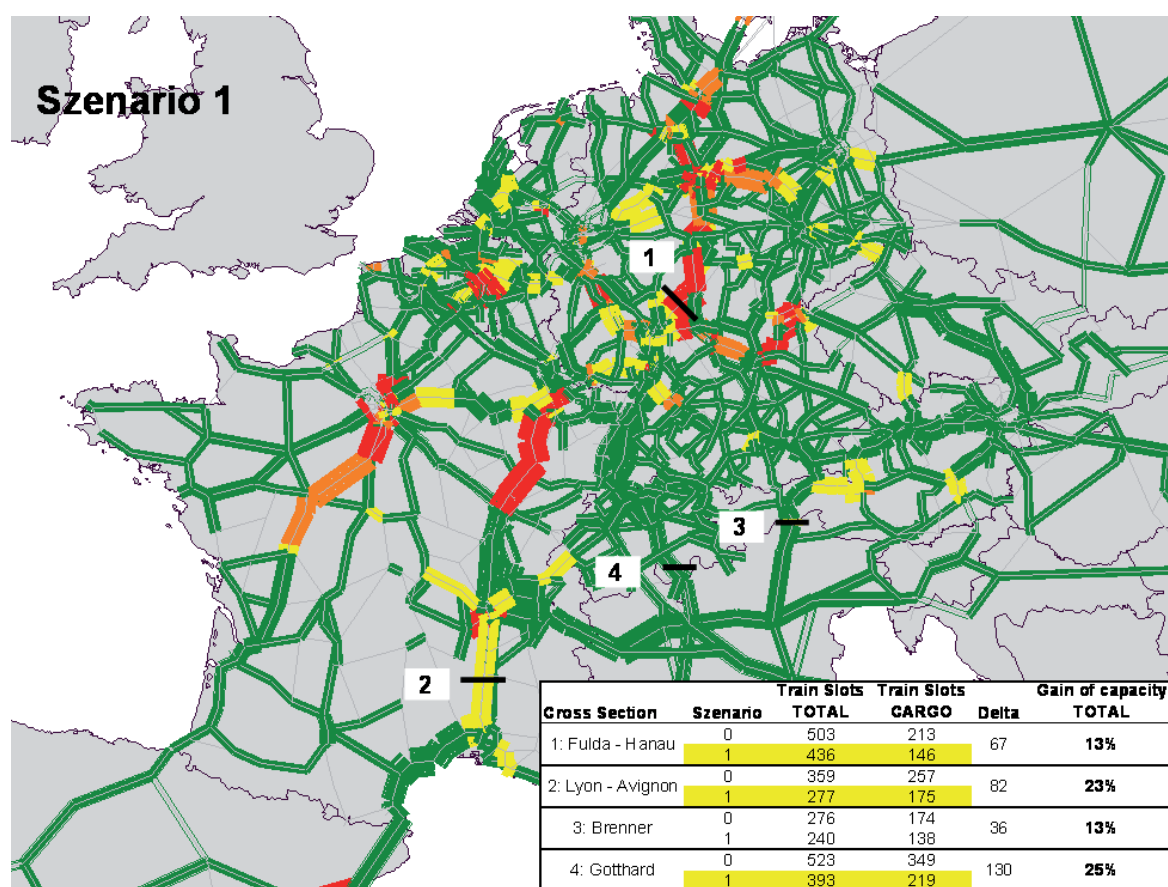 Szenario 1
1
3
4
2
Train Slots Train Slots Gain of capacity
Cross Section Szenario TOTAL CARGO Delta TOTAL
1: Fulda - Hanau 0 503 213 67 13%
1 436 146
2: Lyon - Avignon 0 359 257 82 23%
1 277 175
3: Brenner 0 276 174 36 13%
1 240 138
4: Gotthard 0 523 349 130 25%
1 393 219